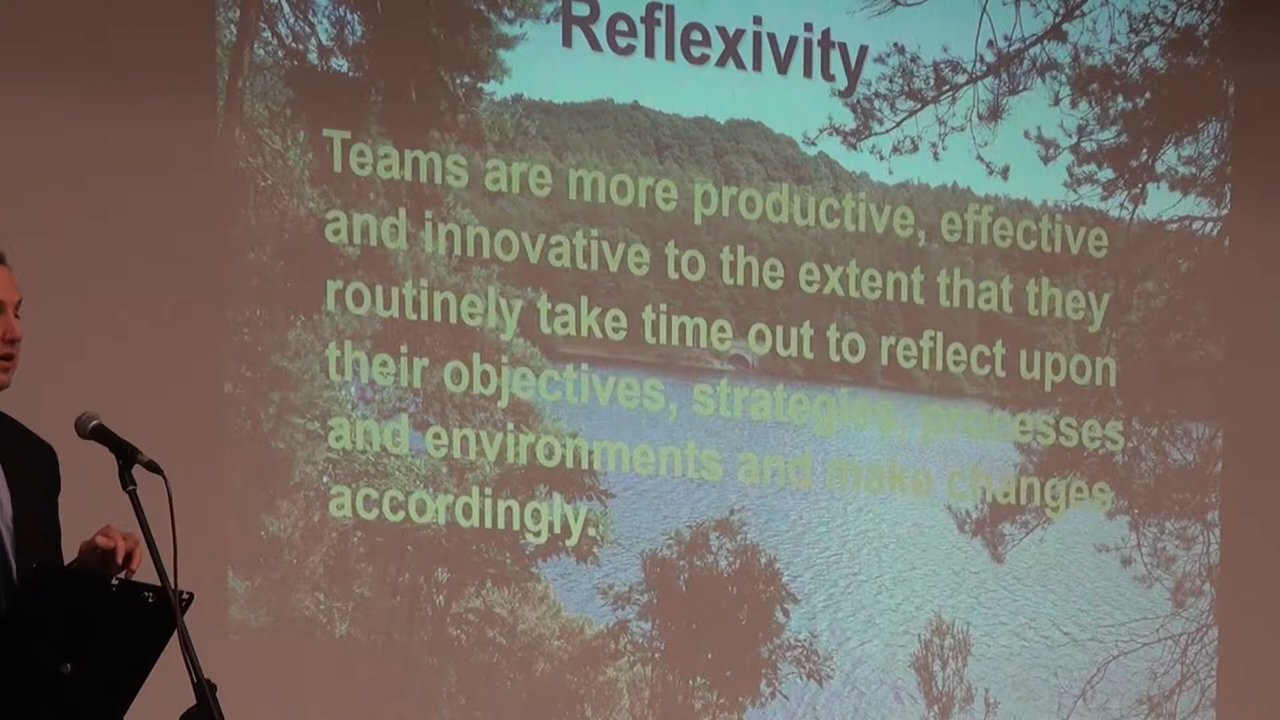 Reflexivity
Teams are more productive, effective
and innovative to the extent that they
routinely take time out to reflect upon
their objectives, strategies, processes
and environments and make changes
accordingly.